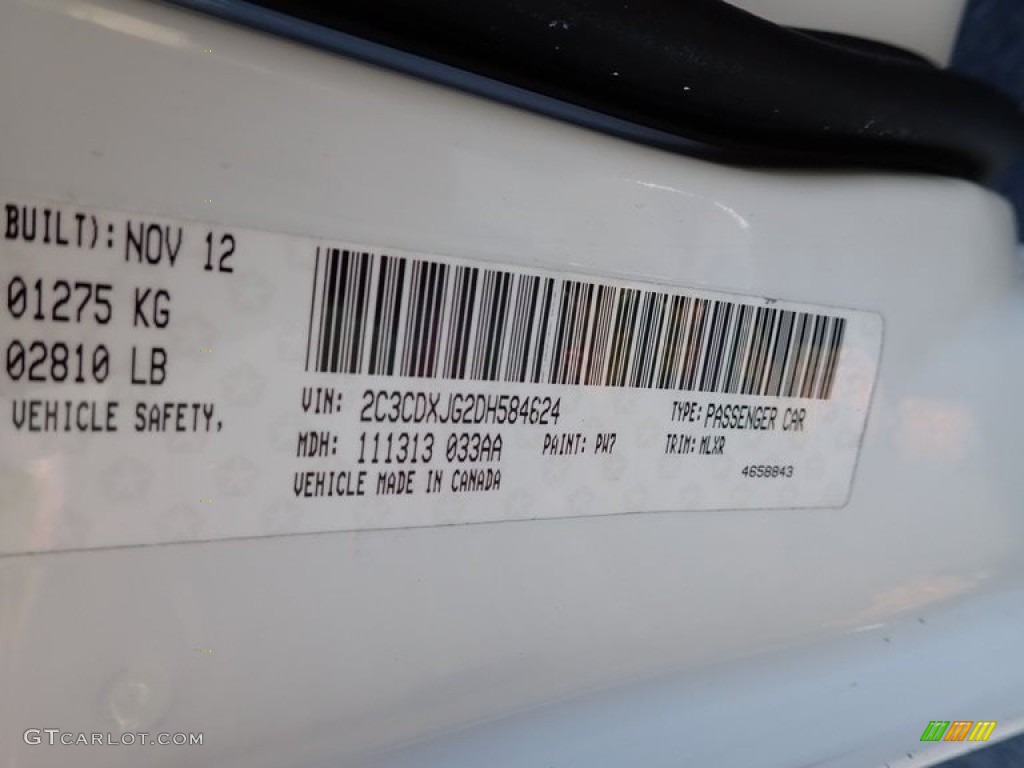 BUILT): NOV 12
01275 KG
02810 LB
VEHICLE SAFETY,
VIN: 2C3CDXJG2DH584624 TYPE: PASSENGER CAR
MDH: 111313 033AA PAINT: PW7 TRIM: MLXR
VEHICLE MADE IN CANADA 4658843
GTCARLOT.COM